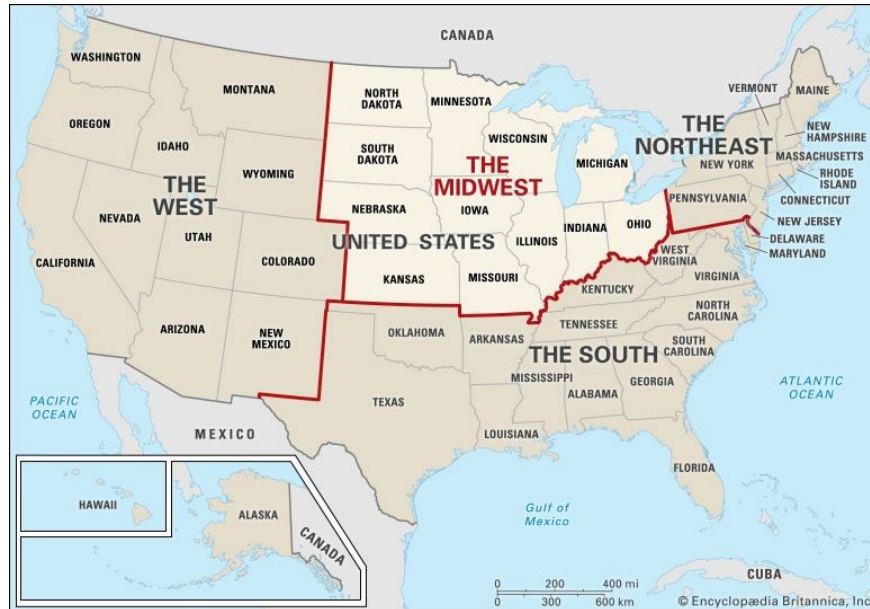 CANADA
WASHINGTON
MONTANA
NORTH
DAKOTA
MINNESOTA
VERMONT
MAINE
OREGON
IDAHO
SOUTH
DAKOTA
WISCONSIN
MICHIGAN
THE
NORTHEAST
NEW
HAMPSHIRE
NEW YORK
MASSACHUSETTS
RHODE
ISLAND
CONNECTICUT
THE
WEST
WYOMING
THE
MIDWEST
PENNSYLVANIA
NEW JERSEY
NEVADA
NEBRASKA
IOWA
ILLINOIS
INDIANA
OHIO
DELAWARE
MARYLAND
UTAH
UNITED STATES
CALIFORNIA
COLORADO
KANSAS
MISSOURI
WEST
VIRGINIA
VIRGINIA
KENTUCKY
ARIZONA
NEW
MEXICO
OKLAHOMA
ARKANSAS
TENNESSEE
NORTH
CAROLINA
THE SOUTH
SOUTH
CAROLINA
PACIFIC
OCEAN
TEXAS
MISSISSIPPI
ALABAMA
GEORGIA
ATLANTIC
OCEAN
MEXICO
LOUISIANA
FLORIDA
HAWAII
ALASKA
CANADA
Gulf of
Mexico
CUBA
0 200 400 mi
0 300 600 km
© Encyclopædia Britannica, Inc